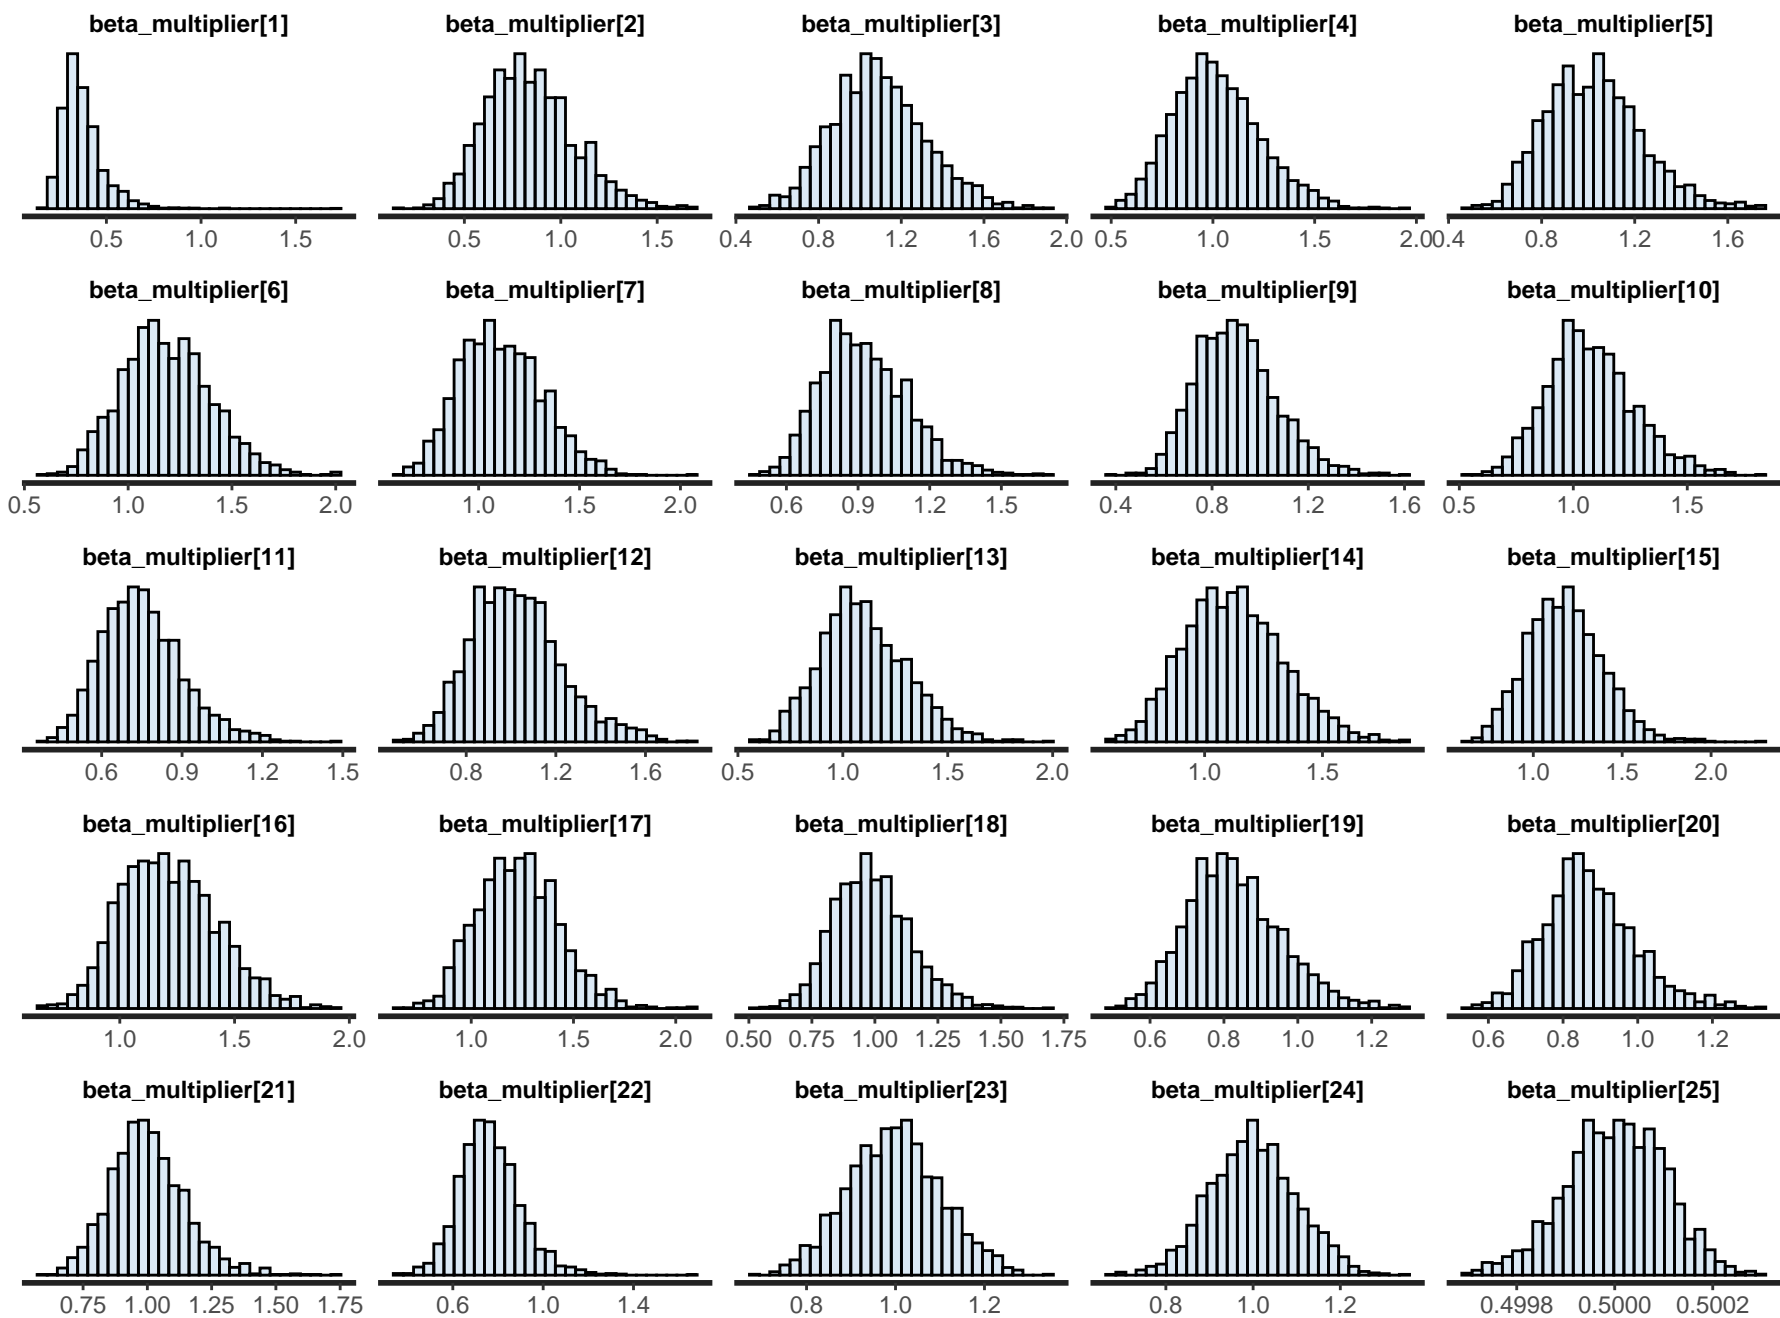 beta_multiplier[1] beta_multiplier[2] beta_multiplier[3] beta_multiplier[4] beta_multiplier[5]
0.5 1.0 1.5 0.5 1.0 1.5 0.4 0.8 1.2 1.6 2.0 0.5 1.0 1.5 2.0 0.4 0.8 1.2 1.6
beta_multiplier[6] beta_multiplier[7] beta_multiplier[8] beta_multiplier[9] beta_multiplier[10]
0.5 1.0 1.5 2.0 1.0 1.5 2.0 0.6 0.9 1.2 1.5 0.4 0.8 1.2 1.6 0.5 1.0 1.5
beta_multiplier[11] beta_multiplier[12] beta_multiplier[13] beta_multiplier[14] beta_multiplier[15]
0.6 0.9 1.2 1.5 0.8 1.2 1.6 0.5 1.0 1.5 2.0 1.0 1.5 1.0 1.5 2.0
beta_multiplier[16] beta_multiplier[17] beta_multiplier[18] beta_multiplier[19] beta_multiplier[20]
1.0 1.5 2.0 1.0 1.5 2.0 0.50 0.75 1.00 1.25 1.50 1.75 0.6 0.8 1.0 1.2 0.6 0.8 1.0 1.2
beta_multiplier[21] beta_multiplier[22] beta_multiplier[23] beta_multiplier[24] beta_multiplier[25]
0.75 1.00 1.25 1.50 1.75 0.6 1.0 1.4 0.8 1.0 1.2 0.8 1.0 1.2 0.4998 0.5000 0.5002